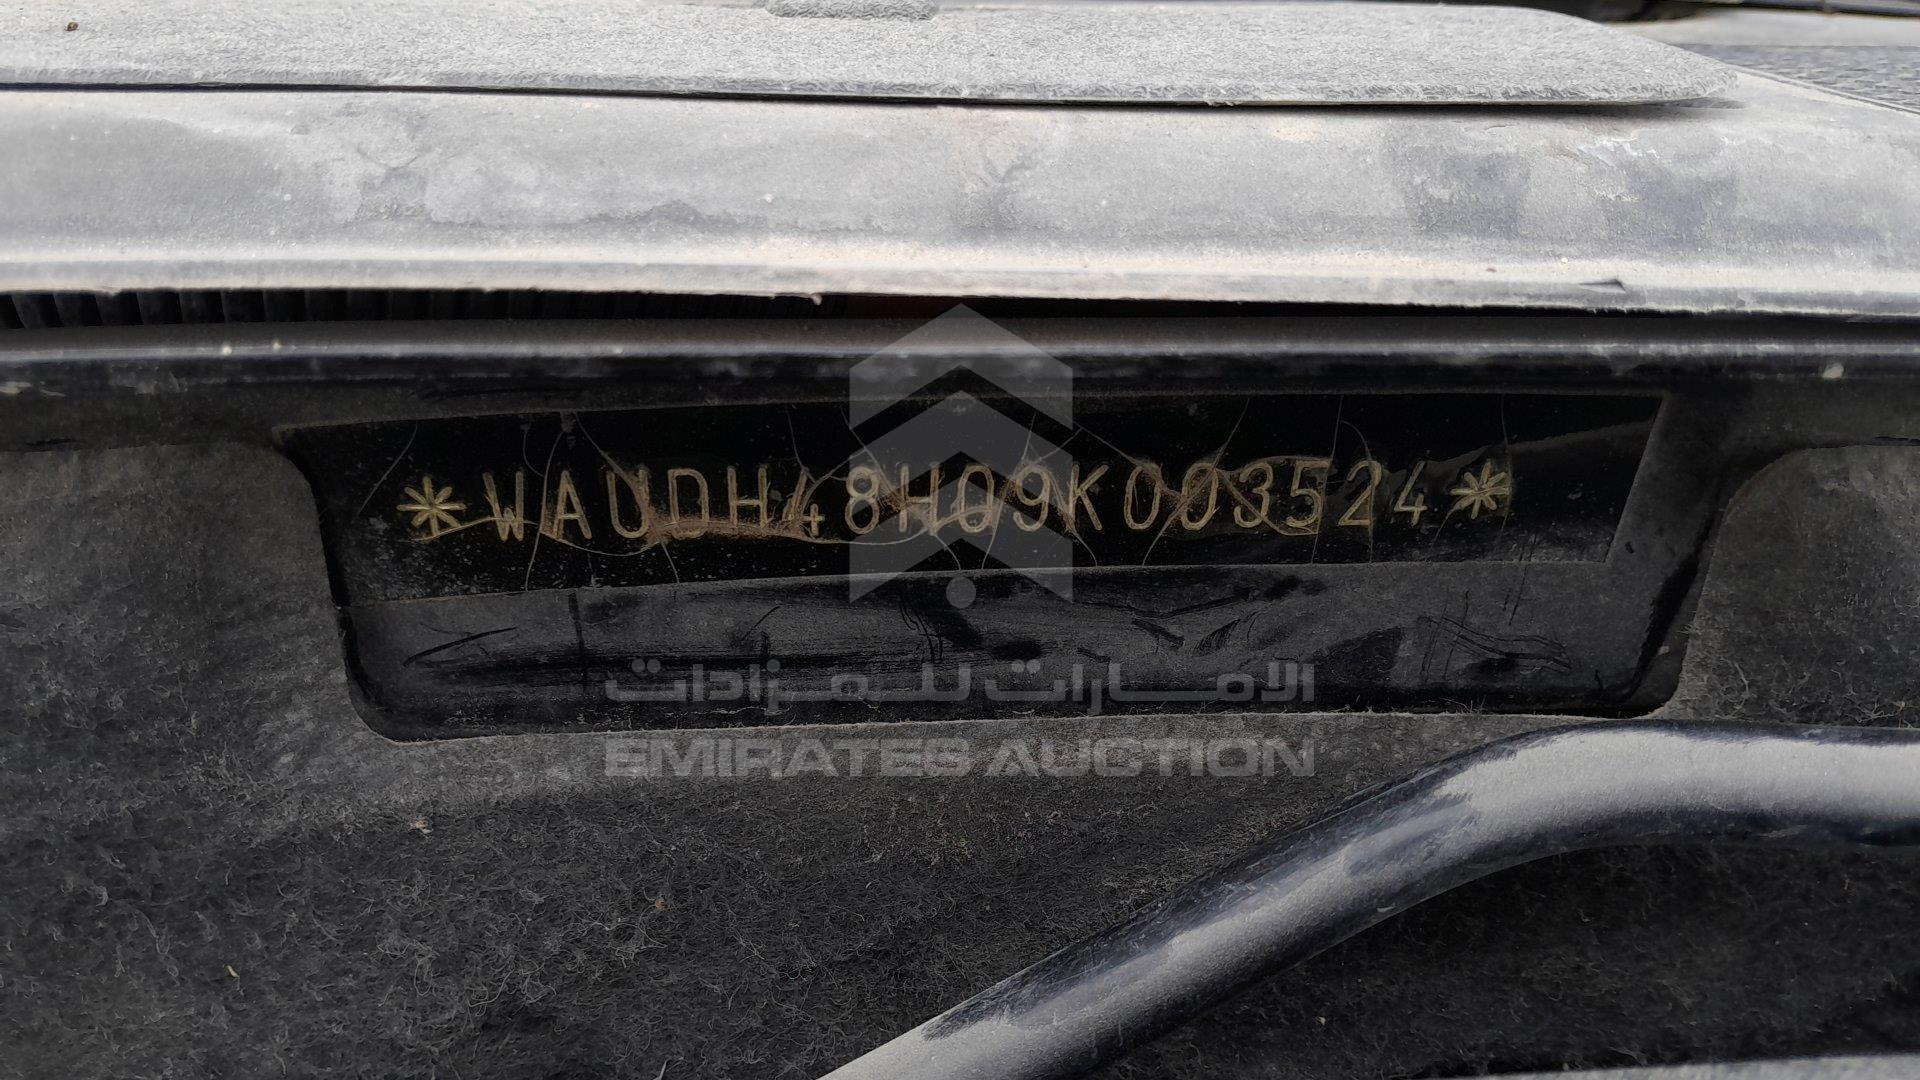 *WAUDH48H09K003524*
الامارات للمزادات
EMIRATES AUCTION